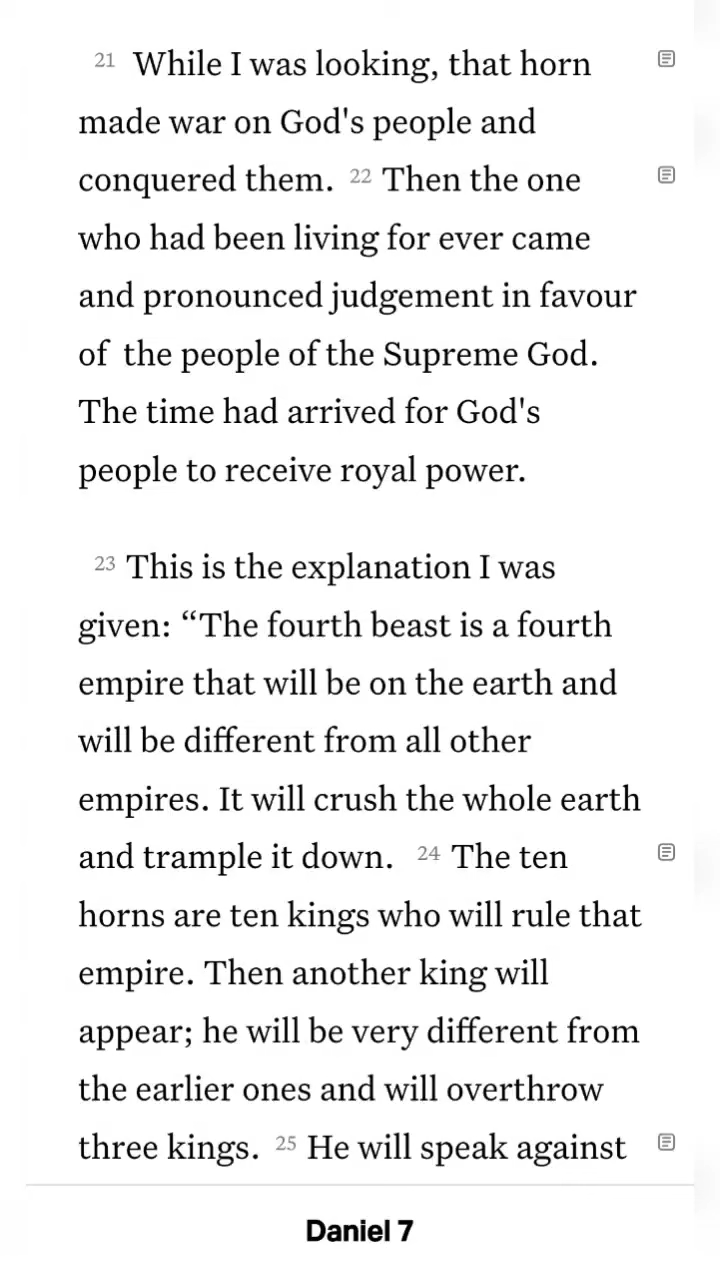 21 While I was looking, that horn
made war on God's people and
conquered them. 22 Then the one
who had been living for ever came
and pronounced judgement in favour
of the people of the Supreme God.
The time had arrived for God's
people to receive royal power.
23 This is the explanation I was
given: “The fourth beast is a fourth
empire that will be on the earth and
will be different from all other
empires. It will crush the whole earth
and trample it down. 24 The ten
horns are ten kings who will rule that
empire. Then another king will
appear; he will be very different from
the earlier ones and will overthrow
three kings. 25 He will speak against
Daniel 7